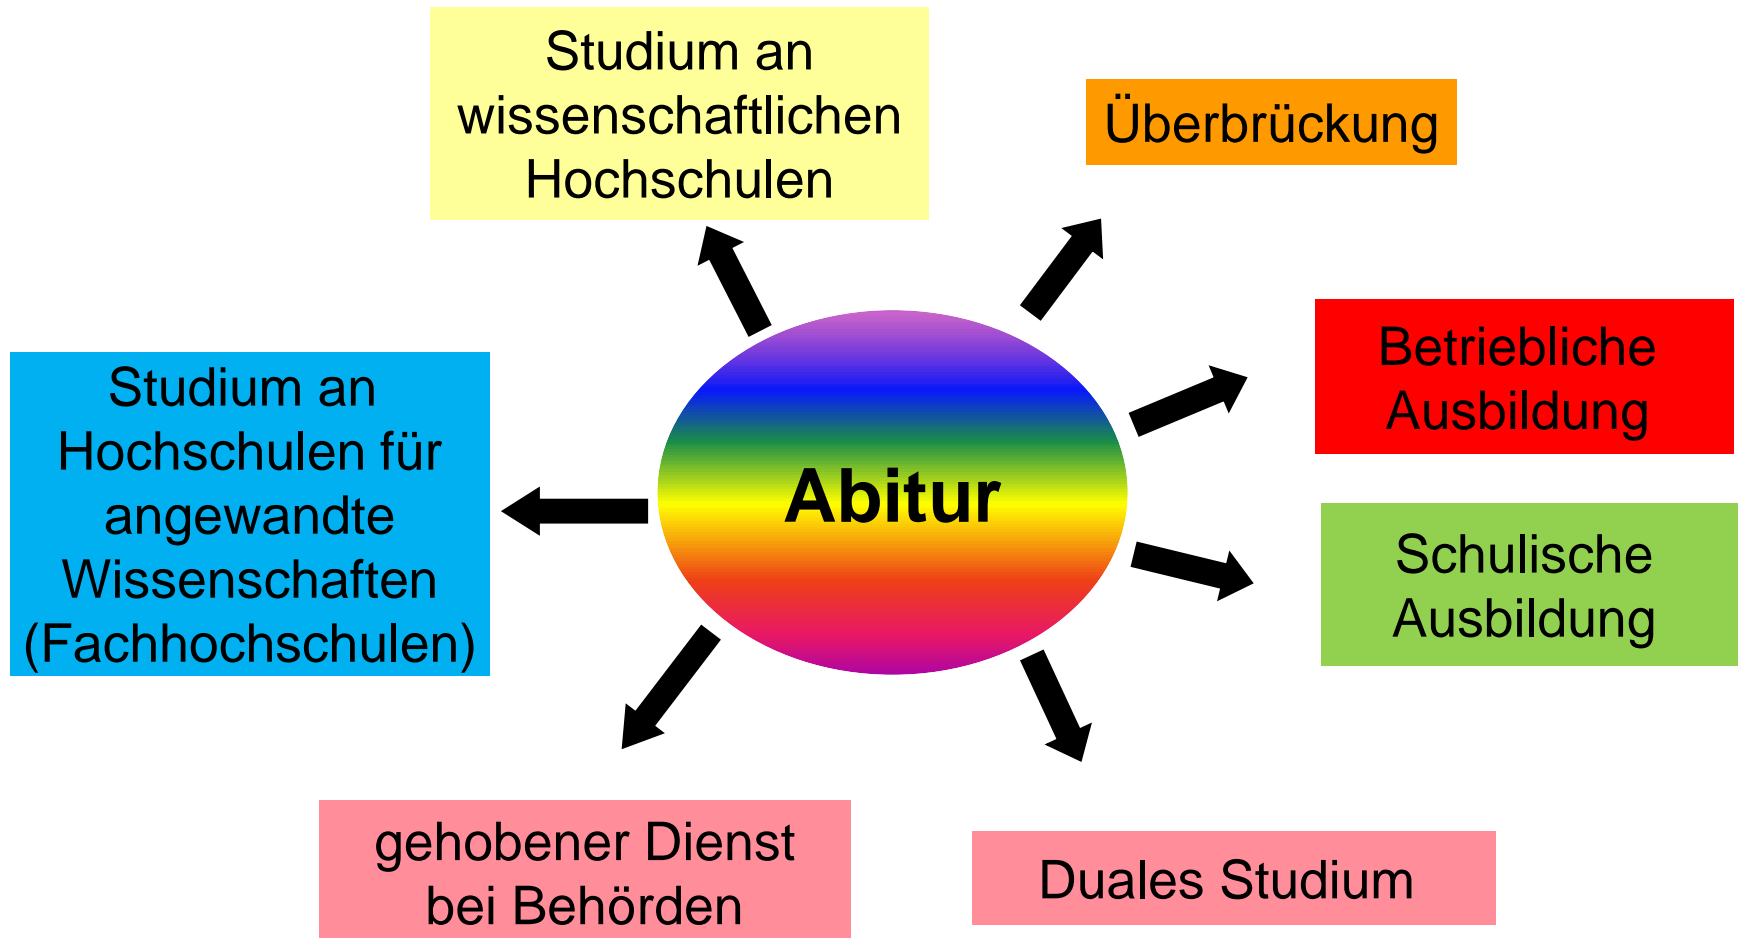 Studium an
wissenschaftlichen
Hochschulen
Überbrückung
Betriebliche
Ausbildung
Studium an
Hochschulen für
angewandte
Wissenschaften
(Fachhochschulen)
Abitur
Schulische
Ausbildung
gehobener Dienst
bei Behörden
Duales Studium